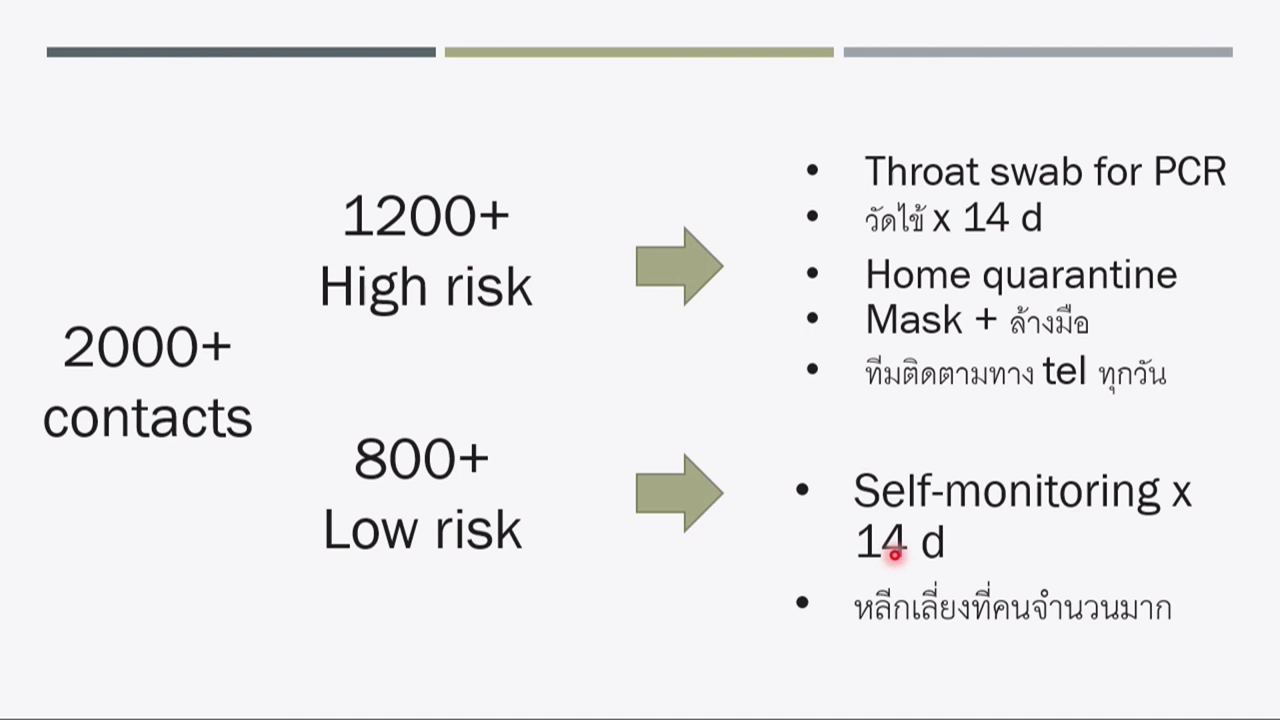 2000+
contacts
1200+
High risk
• Throat swab for PCR
• วัดไข้ x 14 d
• Home quarantine
• Mask + ล้างมือ
• ทีมติดตามทาง tel ทุกวัน
800+
Low risk
• Self-monitoring x
14 d
• หลีกเลี่ยงที่คนจำนวนมาก